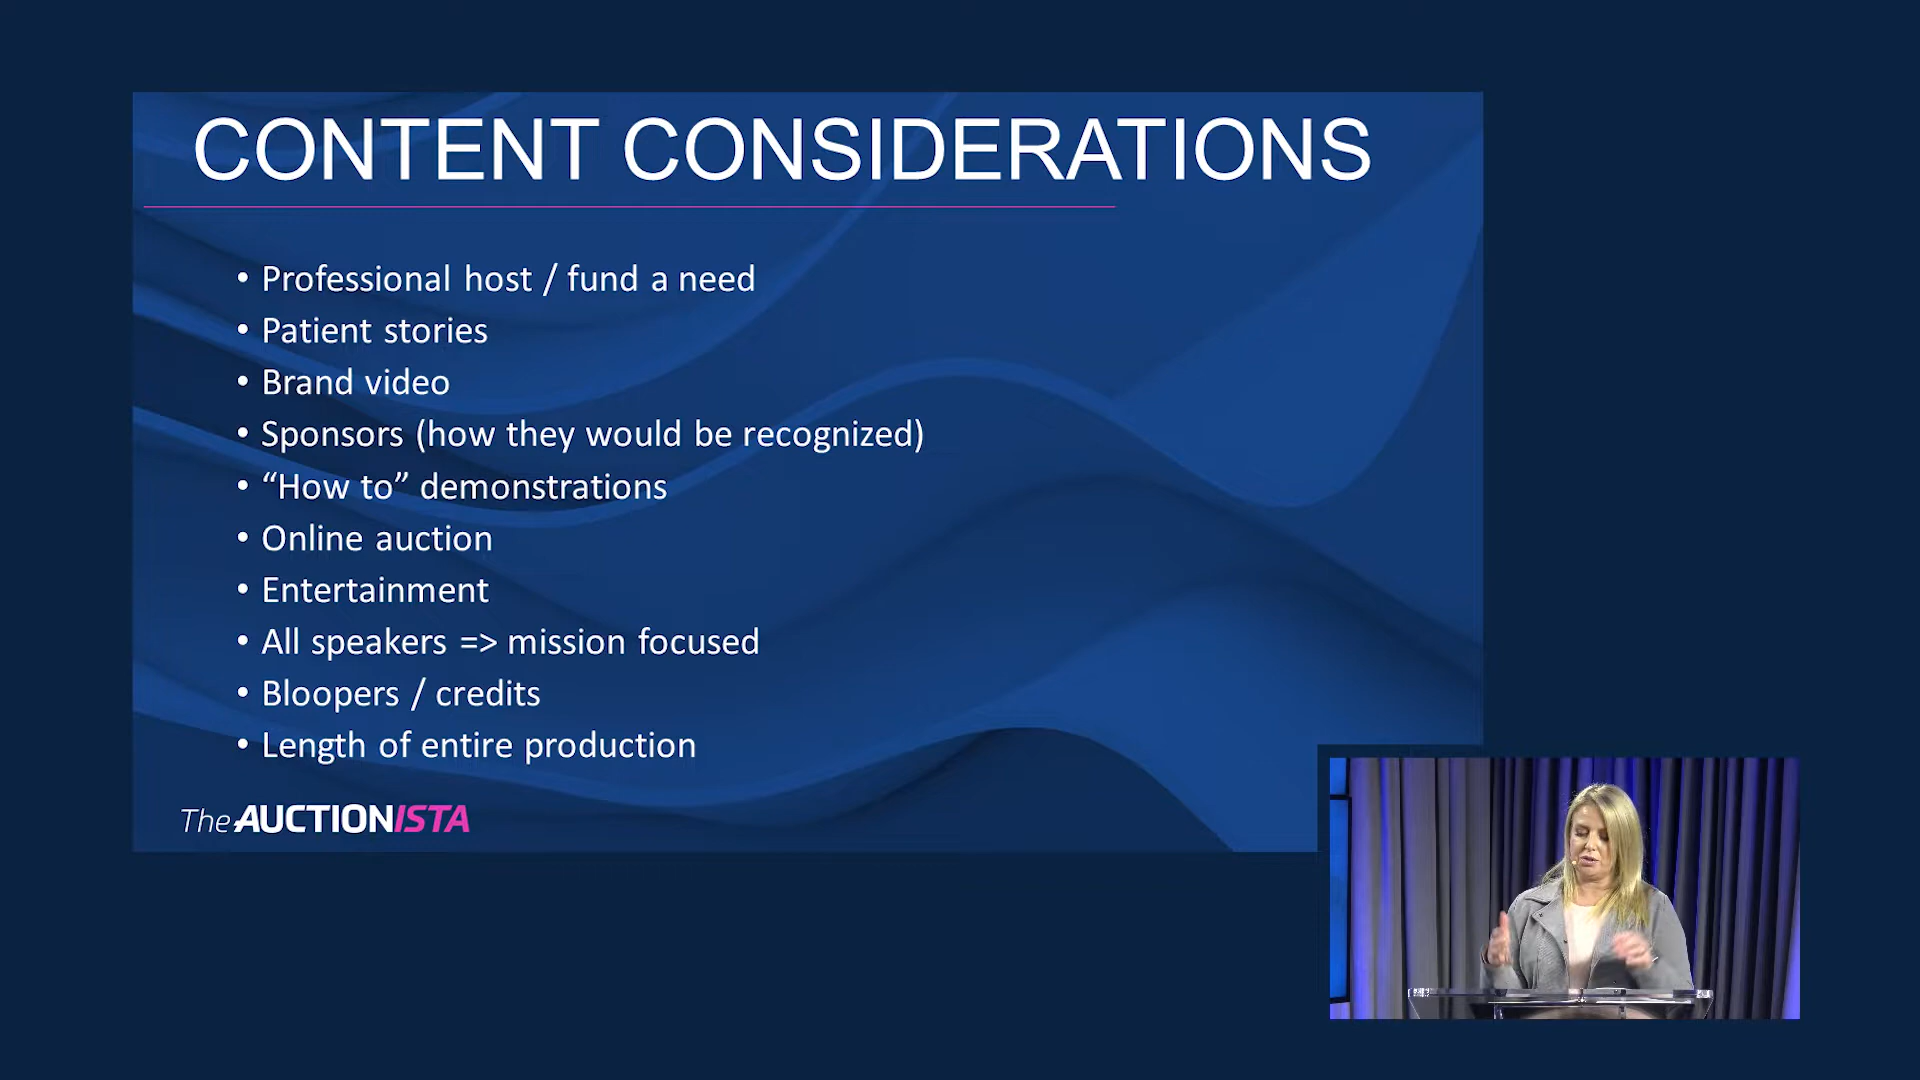 CONTENT CONSIDERATIONS
• Professional host / fund a need
• Patient stories
• Brand video
• Sponsors (how they would be recognized)
• “How to” demonstrations
• Online auction
• Entertainment
• All speakers => mission focused
• Bloopers / credits
• Length of entire production
The AUCTIONISTA